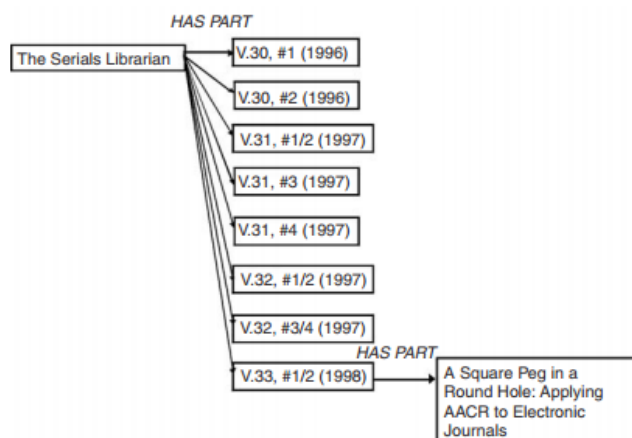 HAS PART
The Serials Librarian
V.30, #1 (1996)
V.30, #2 (1996)
V.31, #1/2 (1997)
V.31, #3 (1997)
V.31, #4 (1997)
V.32, #1/2 (1997)
V.32, #3/4 (1997)
HAS PART
V.33, #1/2 (1998)
A Square Peg in a
Round Hole: Applying
AACR to Electronic
Journals